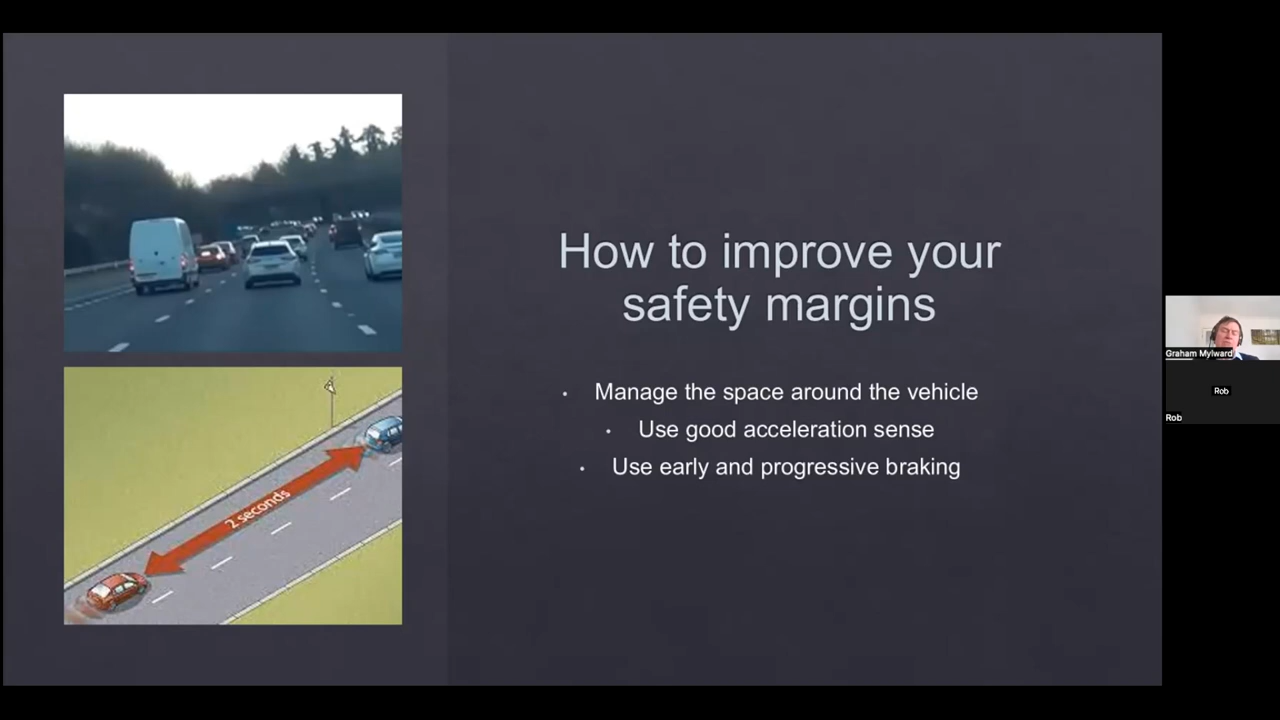 How to improve your
safety margins
• Manage the space around the vehicle
• Use good acceleration sense
• Use early and progressive braking
2 seconds
Graham Mylward
Rob
Rob